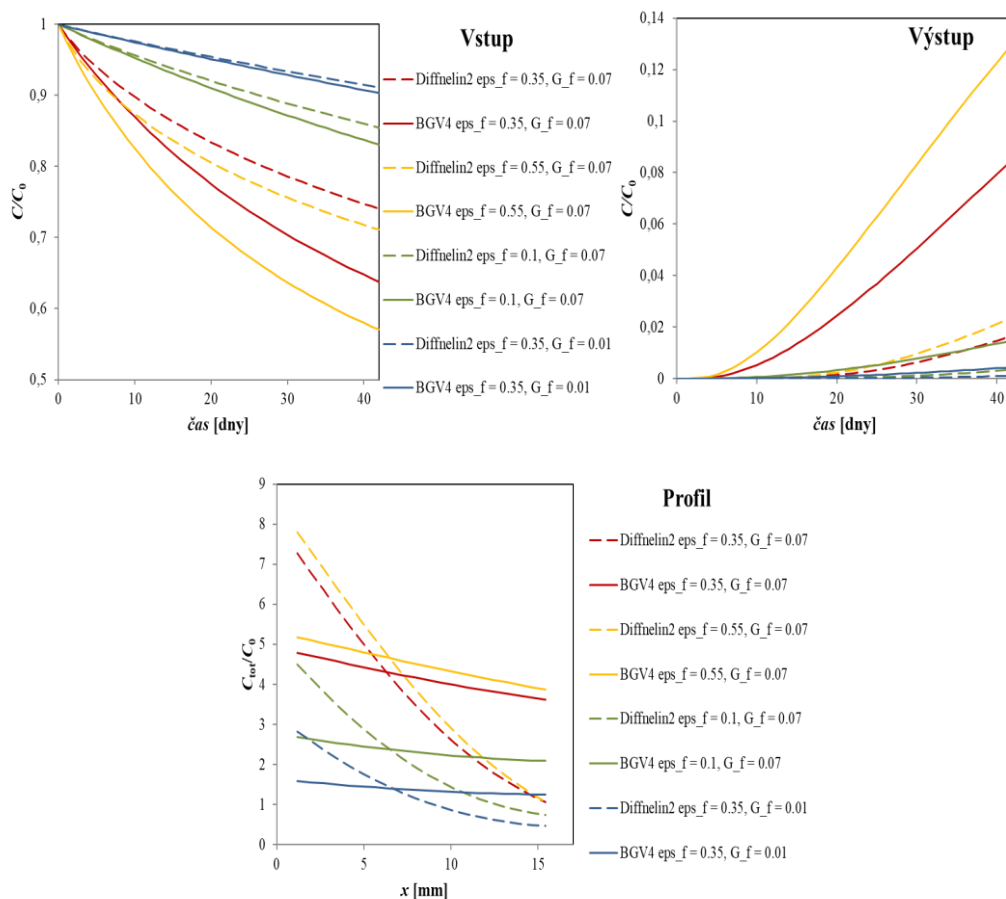 Vstup
1
0,9
0,8
0,7
0,6
0,5
C/C0
0
10
20
30
40
čas [dny]
Diffnelin2 eps_f = 0.35, G_f = 0.07
BGV4 eps_f = 0.35, G_f = 0.07
Diffnelin2 eps_f = 0.55, G_f = 0.07
BGV4 eps_f = 0.55, G_f = 0.07
Diffnelin2 eps_f = 0.1, G_f = 0.07
BGV4 eps_f = 0.1, G_f = 0.07
Diffnelin2 eps_f = 0.35, G_f = 0.01
BGV4 eps_f = 0.35, G_f = 0.01
Výstup
0,14
0,12
0,1
0,08
0,06
0,04
0,02
0
C/C0
0
10
20
30
40
čas [dny]
Profil
9
8
7
6
5
4
3
2
1
0
Ctot/C0
0
5
10
15
x [mm]
Diffnelin2 eps_f = 0.35, G_f = 0.07
BGV4 eps_f = 0.35, G_f = 0.07
Diffnelin2 eps_f = 0.55, G_f = 0.07
BGV4 eps_f = 0.55, G_f = 0.07
Diffnelin2 eps_f = 0.1, G_f = 0.07
BGV4 eps_f = 0.1, G_f = 0.07
Diffnelin2 eps_f = 0.35, G_f = 0.01
BGV4 eps_f = 0.35, G_f = 0.01